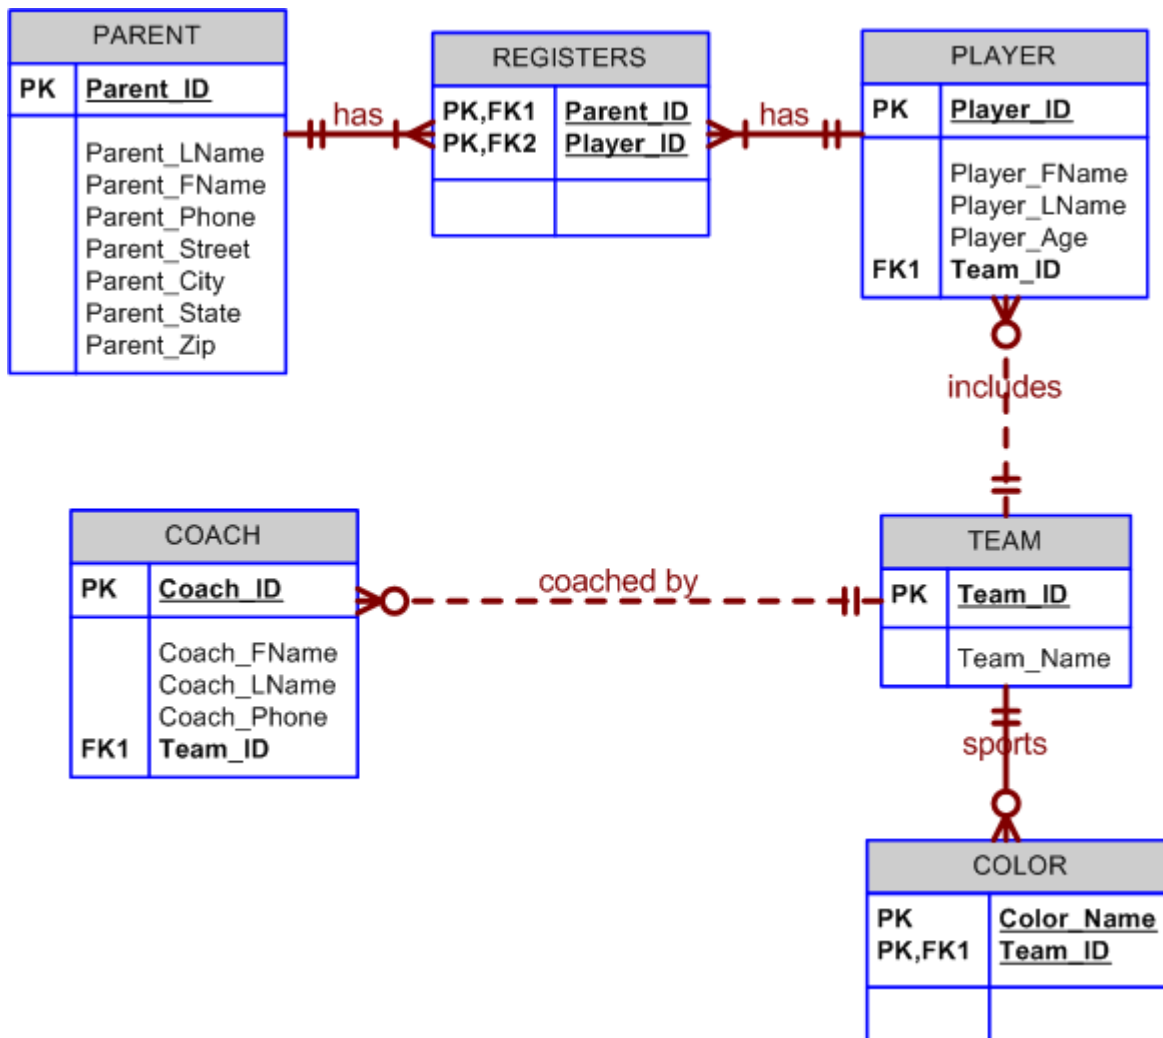 PARENT
PK Parent_ID
Parent_LName
Parent_FName
Parent_Phone
Parent_Street
Parent_City
Parent_State
Parent_Zip
has
REGISTERS
PK,FK1 Parent_ID
PK,FK2 Player_ID
has
PLAYER
PK Player_ID
Player_FName
Player_LName
Player_Age
FK1 Team_ID
includes
COACH
PK Coach_ID
Coach_FName
Coach_LName
Coach_Phone
FK1 Team_ID
coached by
TEAM
PK Team_ID
Team_Name
sports
COLOR
PK Color_Name
PK,FK1 Team_ID